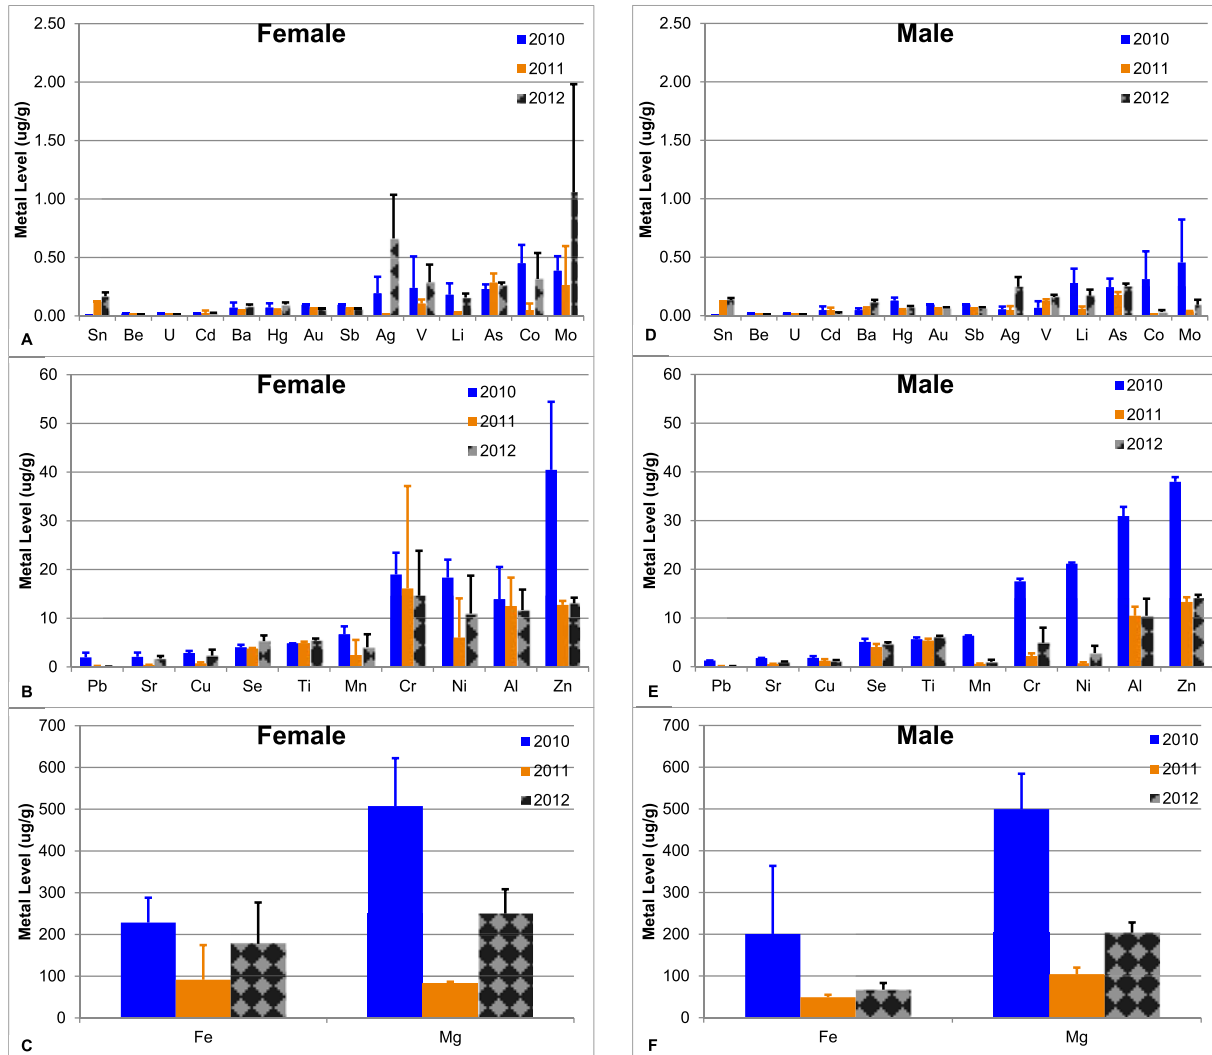 Female
Metal Level (ug/g)
2.50
2.00
1.50
1.00
0.50
0.00
2010
2011
2012
Sn Be U Cd Ba Hg Au Sb Ag V Li As Co Mo
A
Male
Metal Level (ug/g)
2.50
2.00
1.50
1.00
0.50
0.00
2010
2011
2012
Sn Be U Cd Ba Hg Au Sb Ag V Li As Co Mo
D
Female
Metal Level (ug/g)
60
50
40
30
20
10
0
2010
2011
2012
Pb Sr Cu Se Ti Mn Cr Ni Al Zn
B
Male
Metal Level (ug/g)
60
50
40
30
20
10
0
2010
2011
2012
Pb Sr Cu Se Ti Mn Cr Ni Al Zn
E
Female
Metal Level (ug/g)
700
600
500
400
300
200
100
0
2010
2011
2012
Fe Mg
C
Male
Metal Level (ug/g)
700
600
500
400
300
200
100
0
2010
2011
2012
Fe Mg
F